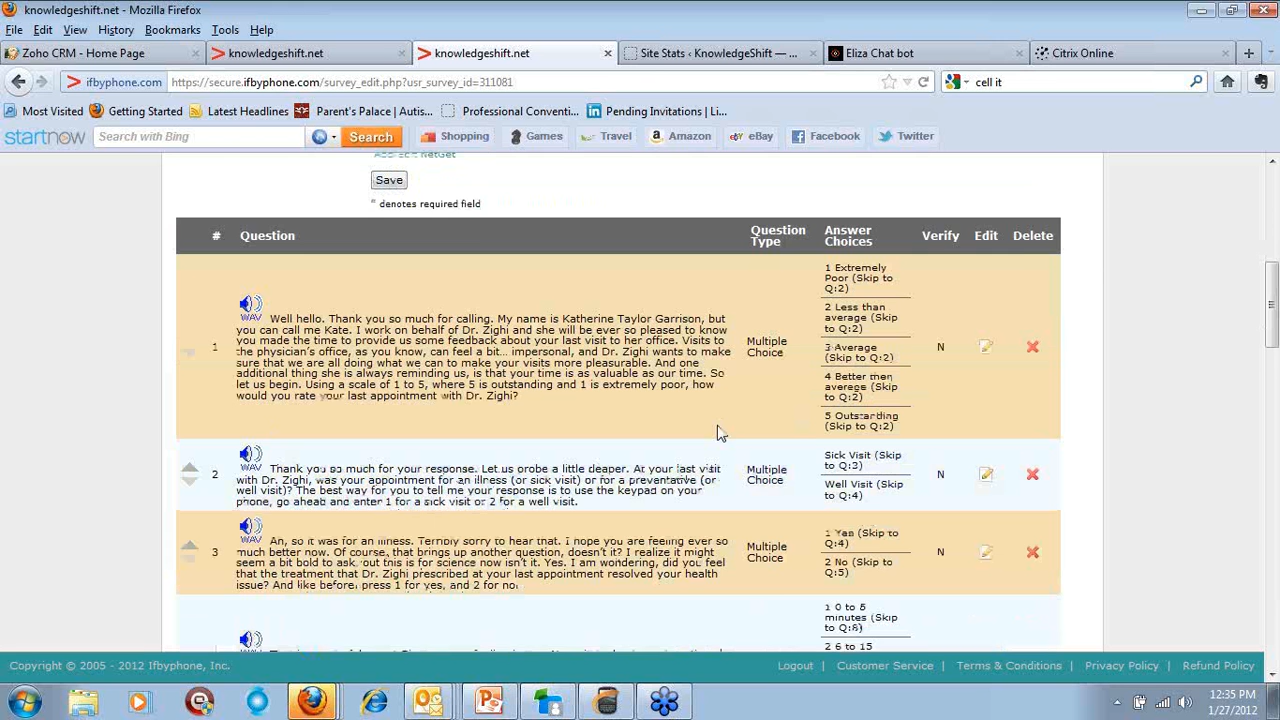 knowledgeshift.net - Mozilla Firefox
File Edit View History Bookmarks Tools Help
Zoho CRM - Home Page knowledgeshift.net knowledgeshift.net Site Stats ‹ KnowledgeShift — ... Eliza Chat bot Citrix Online
ifbyphone.com https://secure.ifbyphone.com/survey_edit.php?usr_survey_id=311081 cell it
Most Visited Getting Started Latest Headlines Parent's Palace | Autis... Professional Conventi... Pending Invitations | Li...
startnow Search with Bing Search Shopping Games Travel Amazon eBay Facebook Twitter
Save
* denotes required field
# Question Question Type Answer Choices Verify Edit Delete
1
WAV Well hello. Thank you so much for calling. My name is Katherine Taylor Garrison, but
you can call me Kate. I work on behalf of Dr. Zighi and she will be ever so pleased to know
you made the time to provide us feedback about your last visit to her office. Visits to
the physician's office, as you know, can feel a bit... impersonal, and Dr. Zighi wants to make
sure that we are all doing what we can to make your visits more pleasurable. And one
additional thing she is always reminding us, is that your time is as valuable as our time. So
let us begin. Using a scale of 1 to 5, where 5 is outstanding and 1 is extremely poor, how
would you rate your last appointment with Dr. Zighi?
Multiple
Choice
1 Extremely
Poor (Skip to
Q:2)
2 Less than
average (Skip
to Q:2)
3 Average
(Skip to Q:2)
4 Better then
average (Skip
to Q:2)
5 Outstanding
(Skip to Q:2)
N
2
WAV Thank you so much for your response. Let us probe a little deaper. At your last visit
with Dr. Zighi, was your appointment for an illness (or sick visit) or for a preventative (or
well visit)? The best way for you to tell me your response is to use the keypad on your
phone, go ahead and enter 1 for a sick visit or 2 for a well visit.
Multiple
Choice
Sick Visit (Skip
to Q:3)
Well Visit (Skip
to Q:4)
N
3
WAV Ah, so it was for an illness. Terribly sorry to hear that. I hope you are feeling ever so
much better now. Of course, that brings up another question, doesn't it? I realize it might
seem a bit bold to ask, but this is for science now isn't it. Yes. I am wondering, did you feel
that the treatment that Dr. Zighi prescribed at your last appointment resolved your health
issue? And like before, press 1 for yes, and 2 for no.
Multiple
Choice
1 Yes (Skip to
Q:4)
2 No (Skip to
Q:5)
N
1 0 to 5
minutes (Skip
to Q:6)
2 6 to 15
Copyright © 2005 - 2012 Ifbyphone, Inc. Logout | Customer Service | Terms & Conditions | Privacy Policy | Refund Policy
12:35 PM
1/27/2012